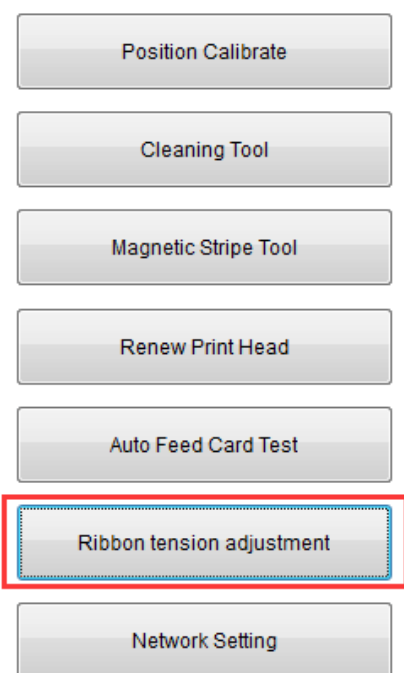 Position Calibrate
Cleaning Tool
Magnetic Stripe Tool
Renew Print Head
Auto Feed Card Test
Ribbon tension adjustment
Network Setting